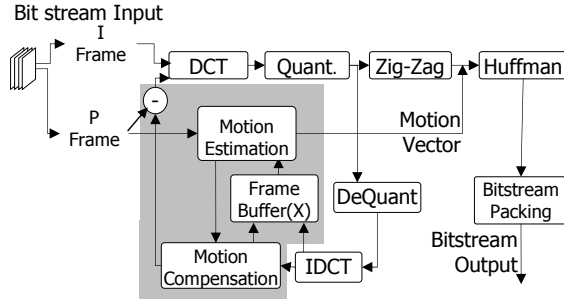 Bit stream Input
I
Frame
DCT
Quant.
Zig-Zag
Huffman
-
P
Frame
Motion
Estimation
Motion
Vector
Frame
Buffer(X)
DeQuant
Bitstream
Packing
Motion
Compensation
IDCT
Bitstream
Output